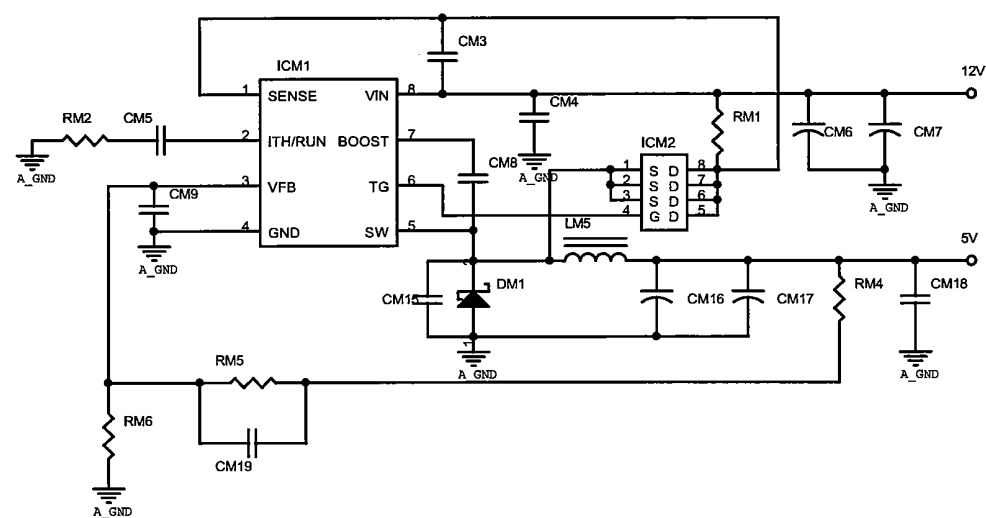 CM3
ICM1
12V
1 SENSE VIN 8
CM4
RM1
CM6 CM7
RM2 CM5
2 ITH/RUN BOOST 7
ICM2
CM8
A_GND
A_GND
1 S D 8
2 S D 7
3 S D 6
4 G D 5
3 VFB TG 6
CM9
A_GND
LM5
4 GND SW 5
5V
A_GND
2
DM1
CM15
CM16 CM17
RM4 CM18
1
A_GND
A_GND
RM5
RM6
CM19
A_GND